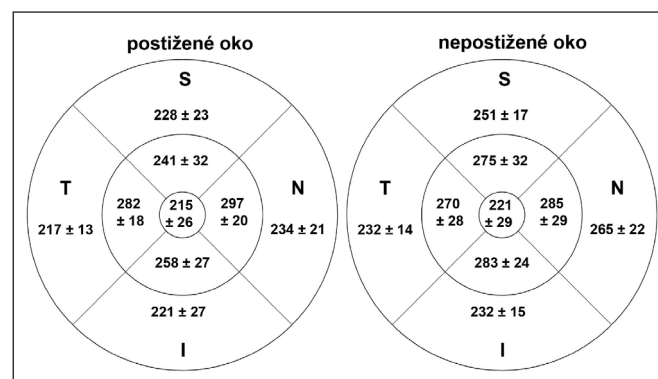 postižené oko
S
228 ± 23
241 ± 32
T
217 ± 13
282
± 18
215
± 26
297
± 20
N
234 ± 21
258 ± 27
221 ± 27
I
nepostižené oko
S
251 ± 17
275 ± 32
T
232 ± 14
270
± 28
221
± 29
285
± 29
N
265 ± 22
283 ± 24
232 ± 15
I